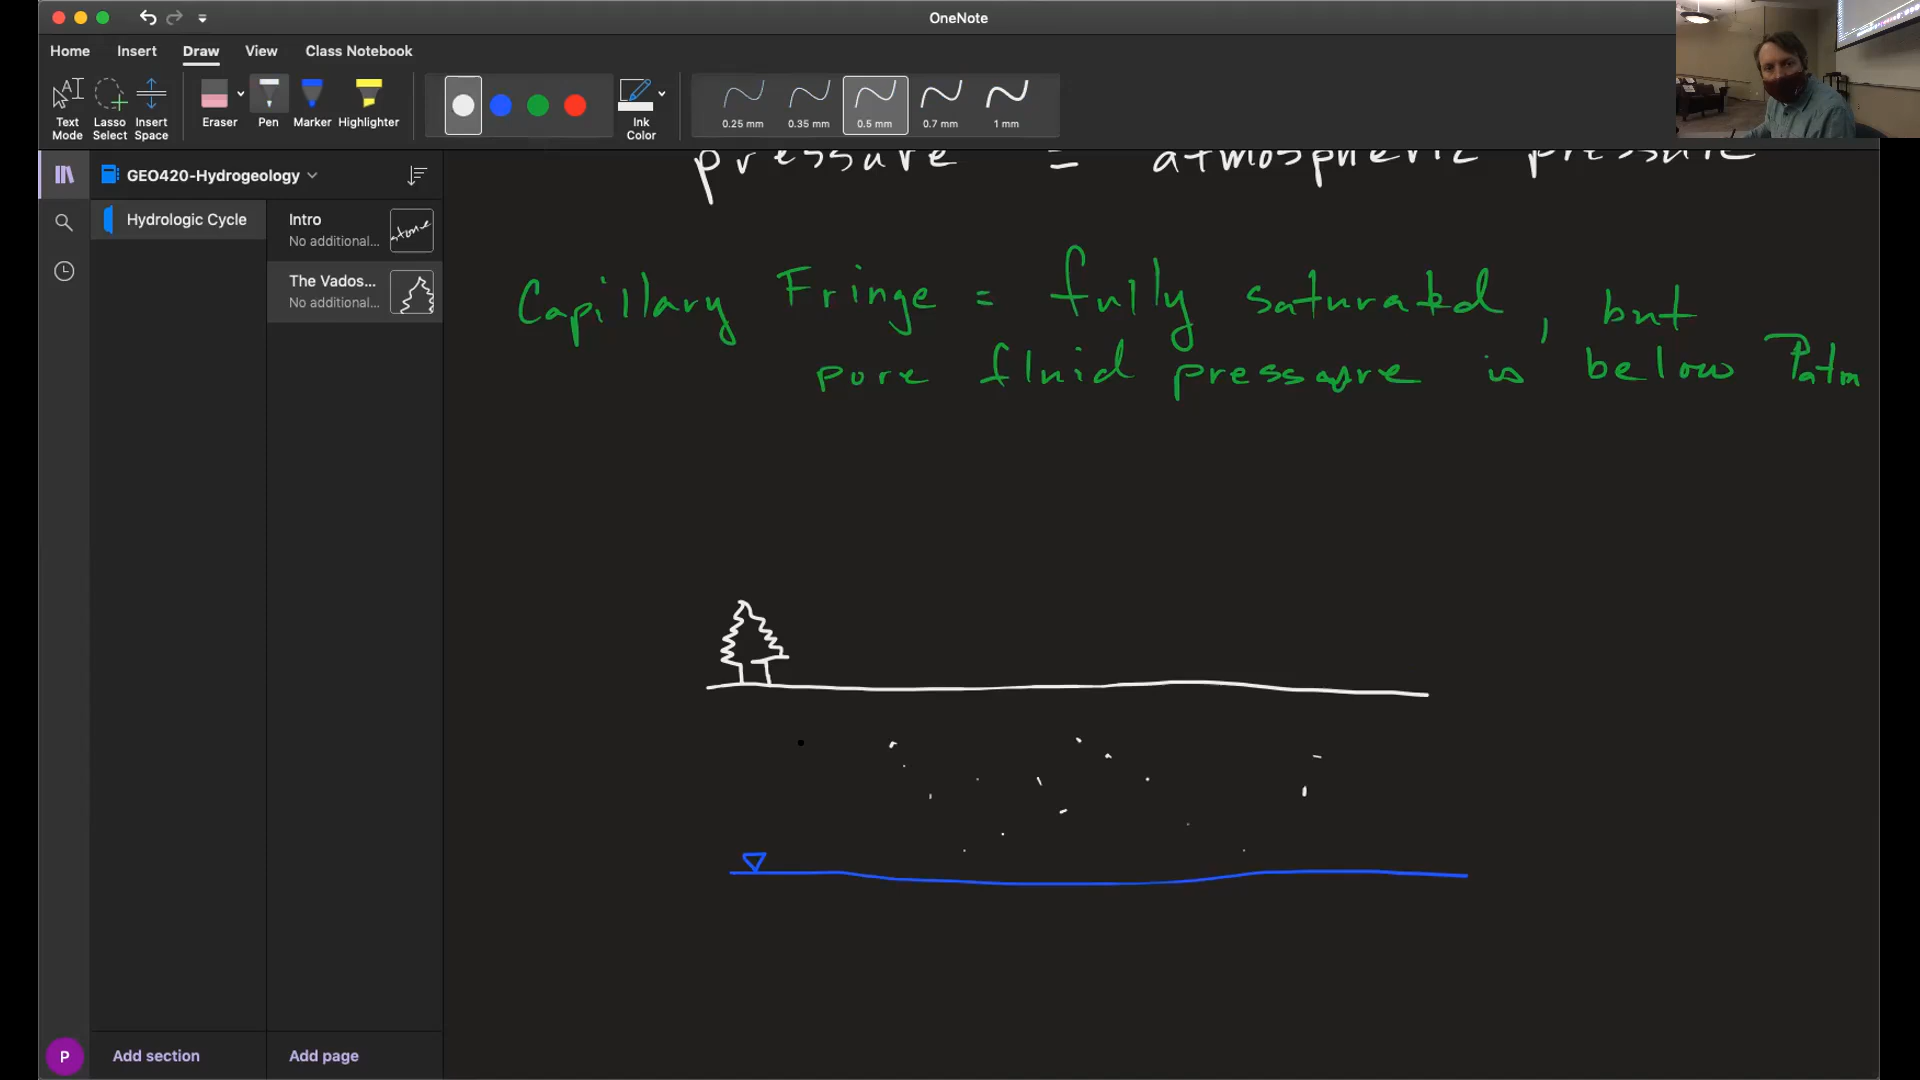 OneNote
Home Insert Draw View Class Notebook
Text Mode
Lasso Select
Insert Space
Eraser
Pen
Marker
Highlighter
Ink Color
0.25 mm
0.35 mm
0.5 mm
0.7 mm
1 mm
GEO420-Hydrogeology
Hydrologic Cycle
Intro
No additional...
atome
The Vados...
No additional...
pressure = atmospheric pressure
Capillary Fringe = fully saturated, but
pore fluid pressure is below Patm
P
Add section
Add page